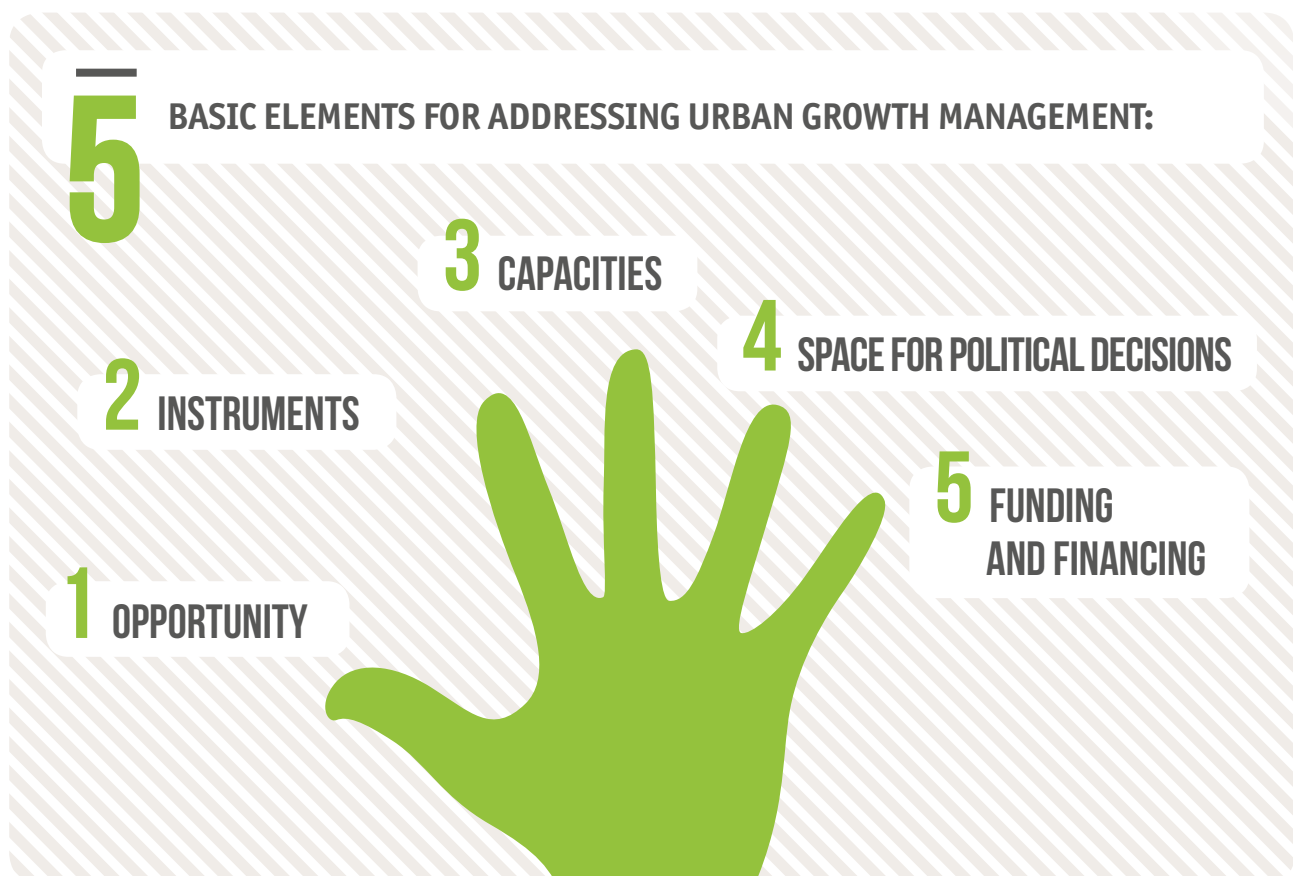 5 BASIC ELEMENTS FOR ADDRESSING URBAN GROWTH MANAGEMENT:
1 OPPORTUNITY
2 INSTRUMENTS
3 CAPACITIES
4 SPACE FOR POLITICAL DECISIONS
5 FUNDING
AND FINANCING